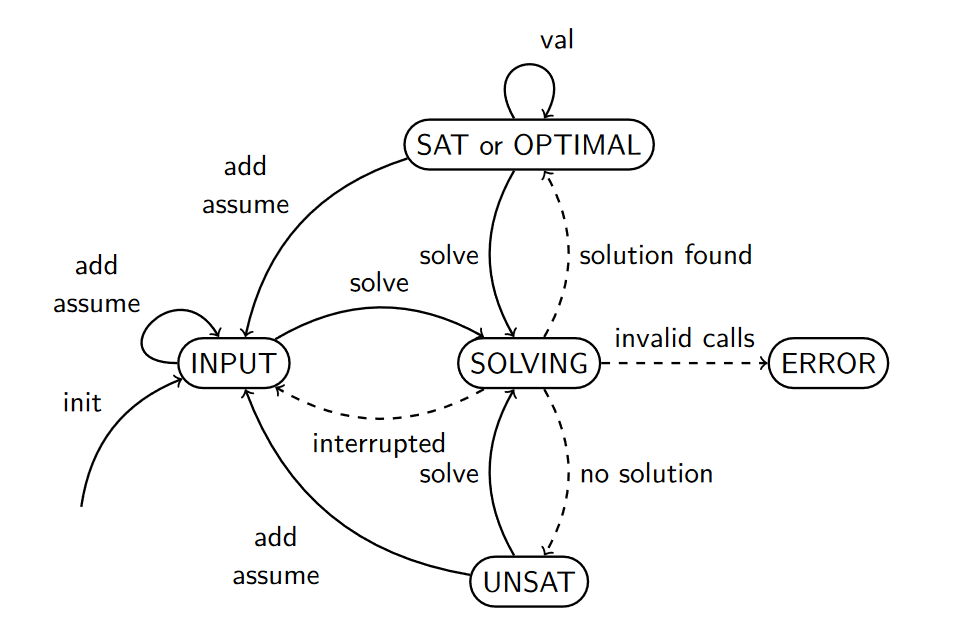 val
SAT or OPTIMAL
add
assume
solve
solution found
add
assume
solve
invalid calls
INPUT
SOLVING
ERROR
init
interrupted
solve
no solution
add
assume
UNSAT